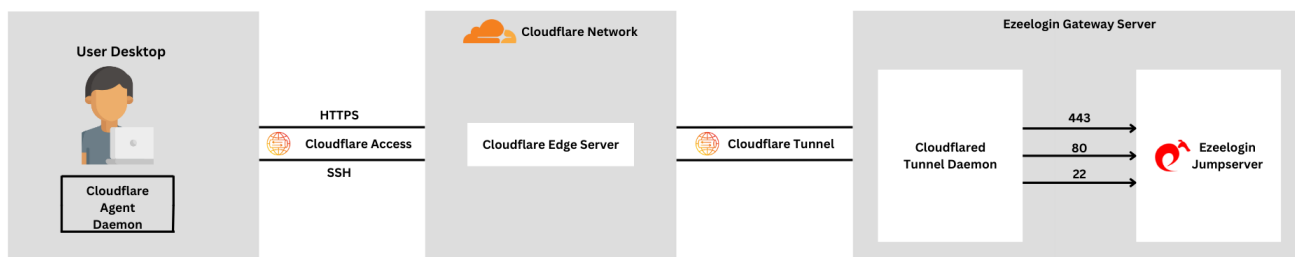 User Desktop
Cloudflare
Agent
Daemon
HTTPS
Cloudflare Access
SSH
Cloudflare Network
Cloudflare Edge Server
Cloudflare Tunnel
Ezeelogin Gateway Server
Cloudflared
Tunnel Daemon
443
80
22
Ezeelogin
Jumpserver